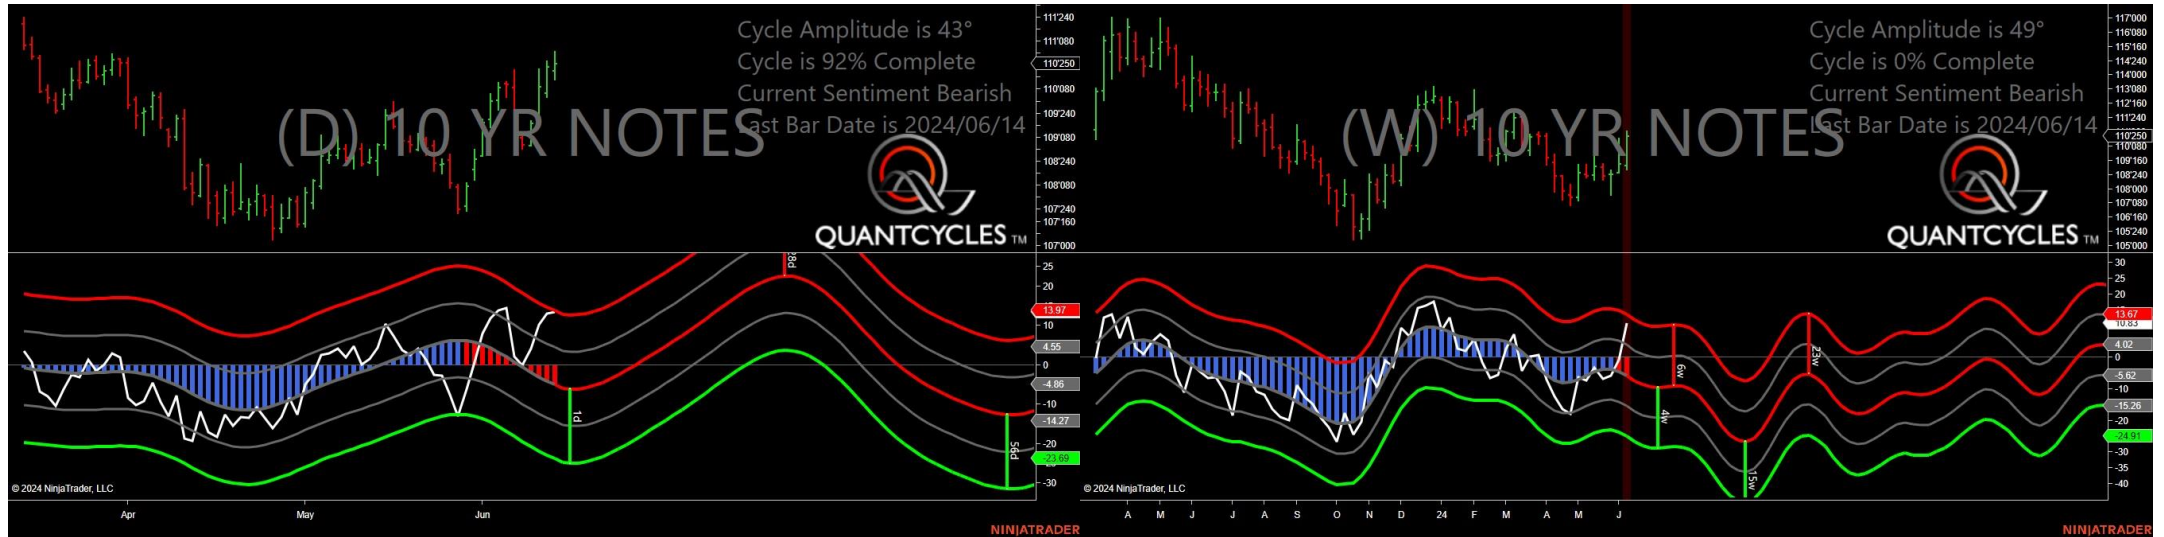 Cycle Amplitude is 43°
Cycle is 92% Complete
Current Sentiment Bearish
Last Bar Date is 2024/06/14
(D) 10 YR NOTES
QUANTCYCLES TM
111'240
111'080
110'250
110'080
109'240
109'080
108'240
108'080
107'240
107'160
107'000
28d
1d
56d
25
20
13.97
10
4.55
0
-4.86
-10
-14.27
-20
-23.69
-30
© 2024 NinjaTrader, LLC
Apr May Jun
NINJATRADER
Cycle Amplitude is 49°
Cycle is 0% Complete
Current Sentiment Bearish
Last Bar Date is 2024/06/14
(W) 10 YR NOTES
QUANTCYCLES TM
117'000
116'080
115'160
114'240
114'000
113'080
112'160
111'240
110'250
110'080
109'160
108'240
108'000
107'080
106'160
105'240
105'000
6w
4w
15w
23w
30
25
20
13.67
10.83
4.02
0
-5.62
-10
-15.26
-20
-24.91
-30
-35
-40
© 2024 NinjaTrader, LLC
A M J J A S O N D 24 F M A M J
NINJATRADER